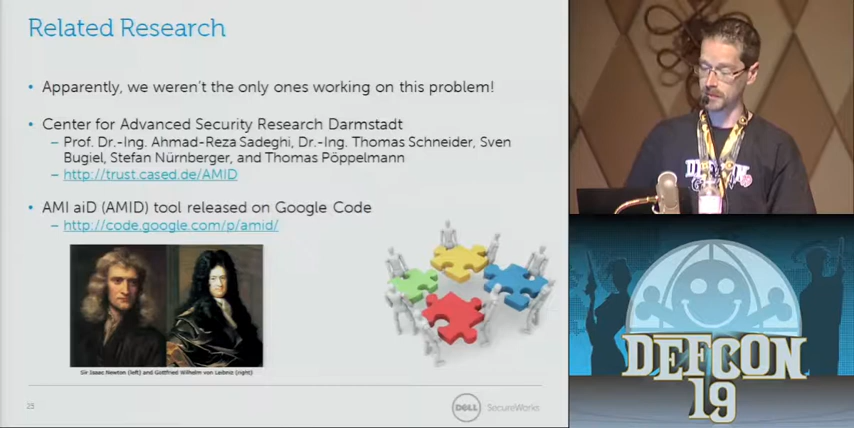 Related Research
• Apparently, we weren't the only ones working on this problem!
• Center for Advanced Security Research Darmstadt
– Prof. Dr.-Ing. Ahmad-Reza Sadeghi, Dr.-Ing. Thomas Schneider, Sven
Bugiel, Stefan Nürnberger, and Thomas Pöppelmann
– http://trust.cased.de/AMID
• AMI aiD (AMID) tool released on Google Code
– http://code.google.com/p/amid/
Sir Isaac Newton (left) and Gottfried Wilhelm von Leibniz (right)
25
DELL SecureWorks
DEFCON
19